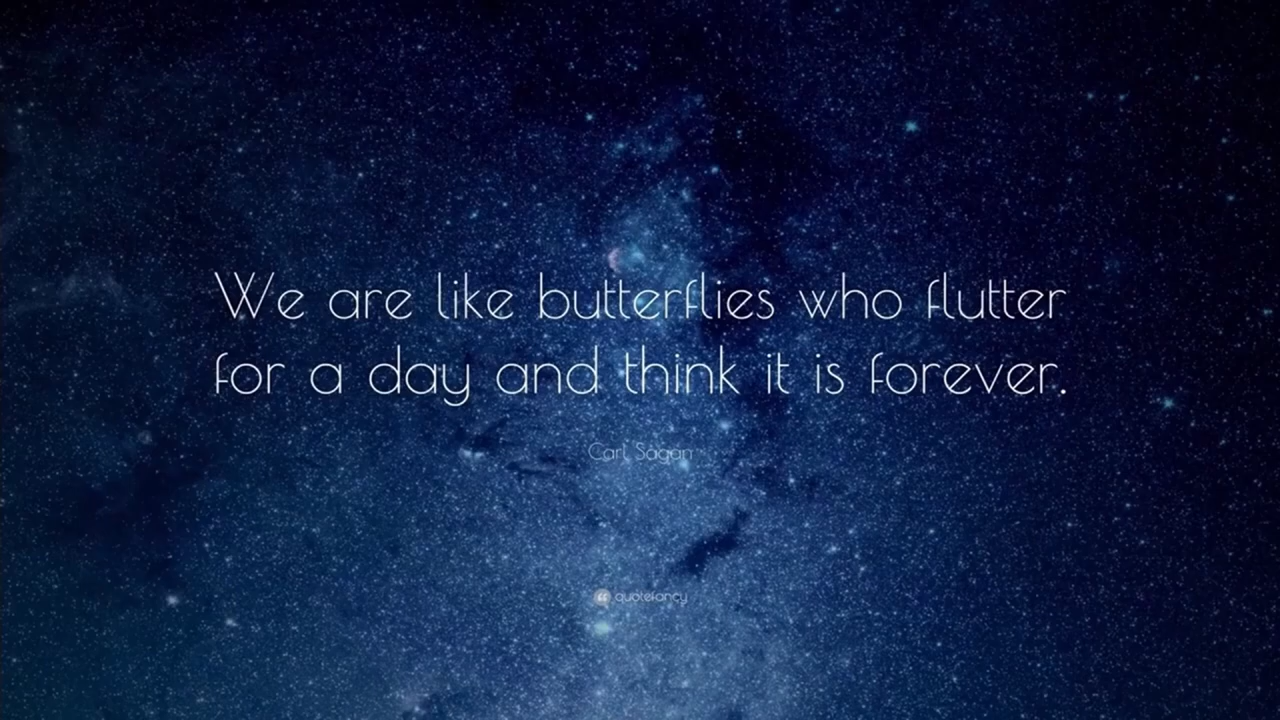 We are like butterflies who flutter
for a day and think it is forever.
Carl Sagan
“ quotefancy